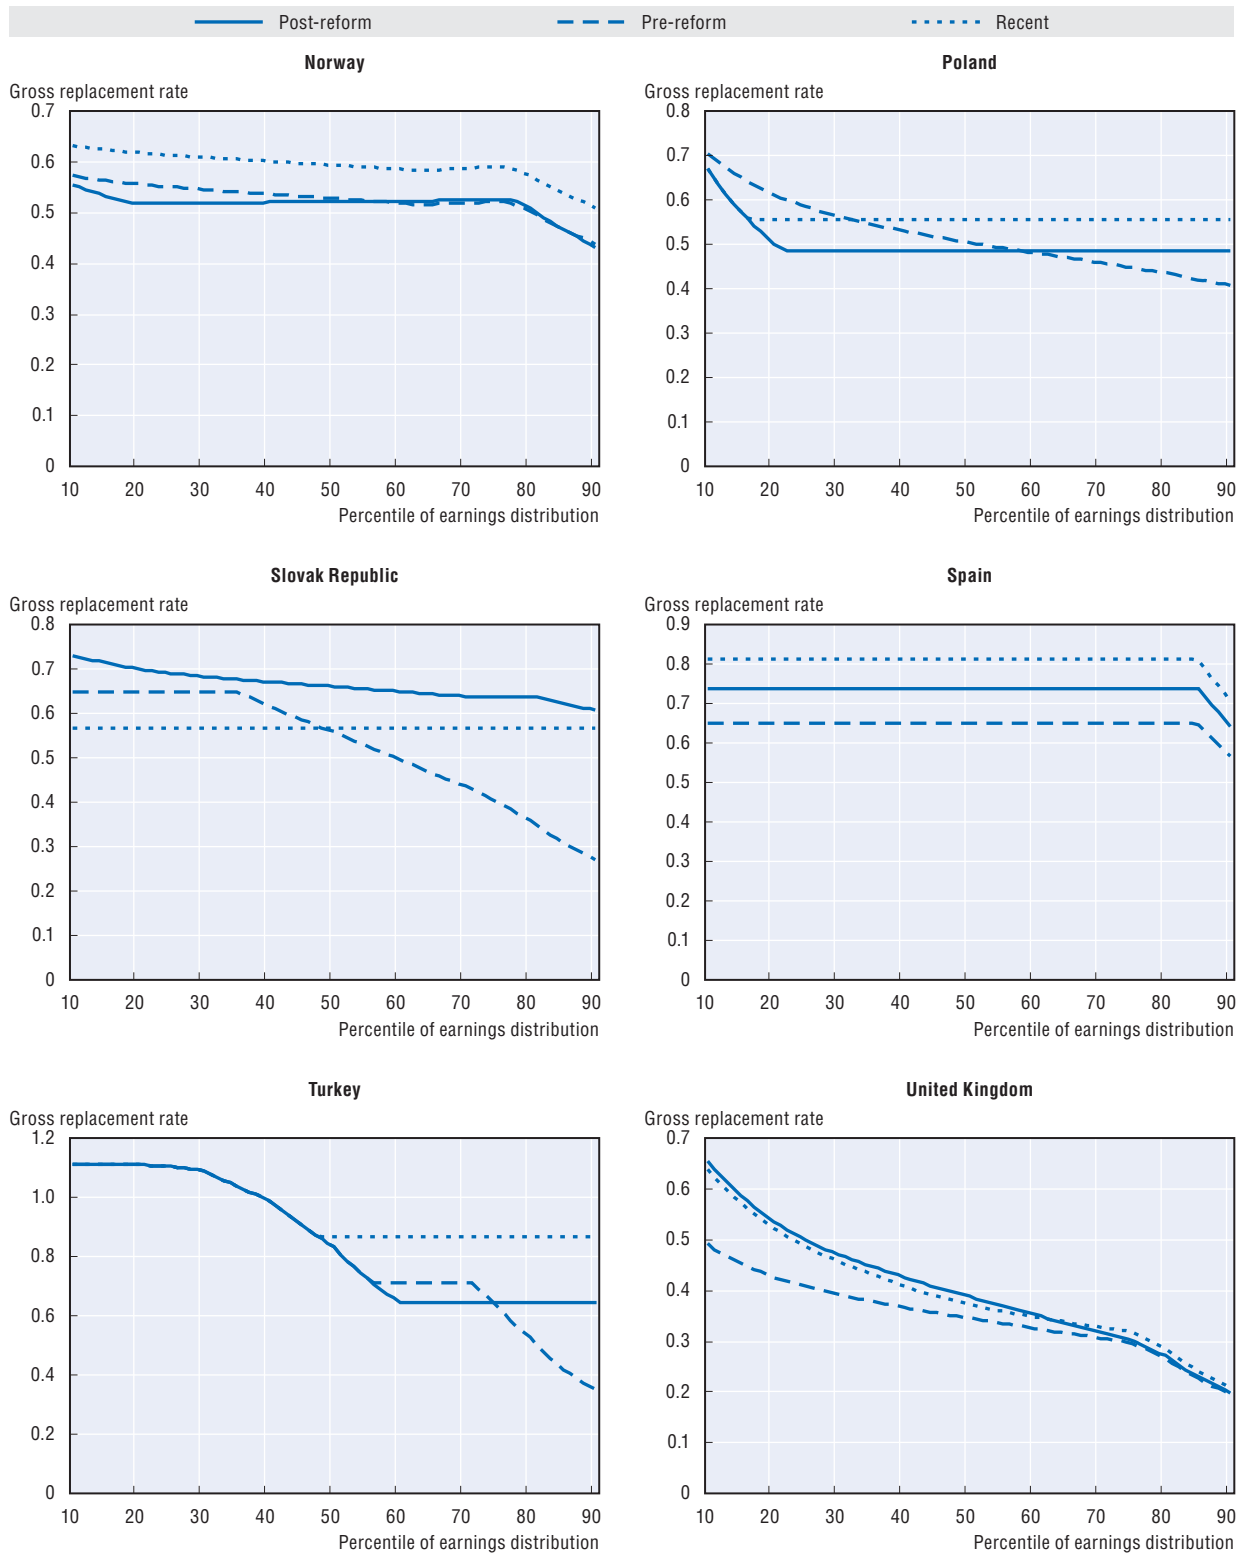 Post-reform Pre-reform Recent
Norway
Gross replacement rate
0.7
0.6
0.5
0.4
0.3
0.2
0.1
0
10 20 30 40 50 60 70 80 90
Percentile of earnings distribution
Poland
Gross replacement rate
0.8
0.7
0.6
0.5
0.4
0.3
0.2
0.1
0
10 20 30 40 50 60 70 80 90
Percentile of earnings distribution
Slovak Republic
Gross replacement rate
0.8
0.7
0.6
0.5
0.4
0.3
0.2
0.1
0
10 20 30 40 50 60 70 80 90
Percentile of earnings distribution
Spain
Gross replacement rate
0.9
0.8
0.7
0.6
0.5
0.4
0.3
0.2
0.1
0
10 20 30 40 50 60 70 80 90
Percentile of earnings distribution
Turkey
Gross replacement rate
1.2
1.0
0.8
0.6
0.4
0.2
0
10 20 30 40 50 60 70 80 90
Percentile of earnings distribution
United Kingdom
Gross replacement rate
0.7
0.6
0.5
0.4
0.3
0.2
0.1
0
10 20 30 40 50 60 70 80 90
Percentile of earnings distribution